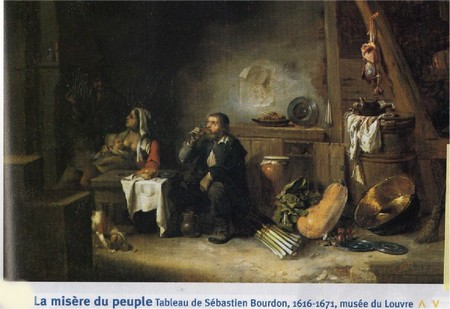 La misère du peuple Tableau de Sébastien Bourdon, 1616-1671, musée du Louvre